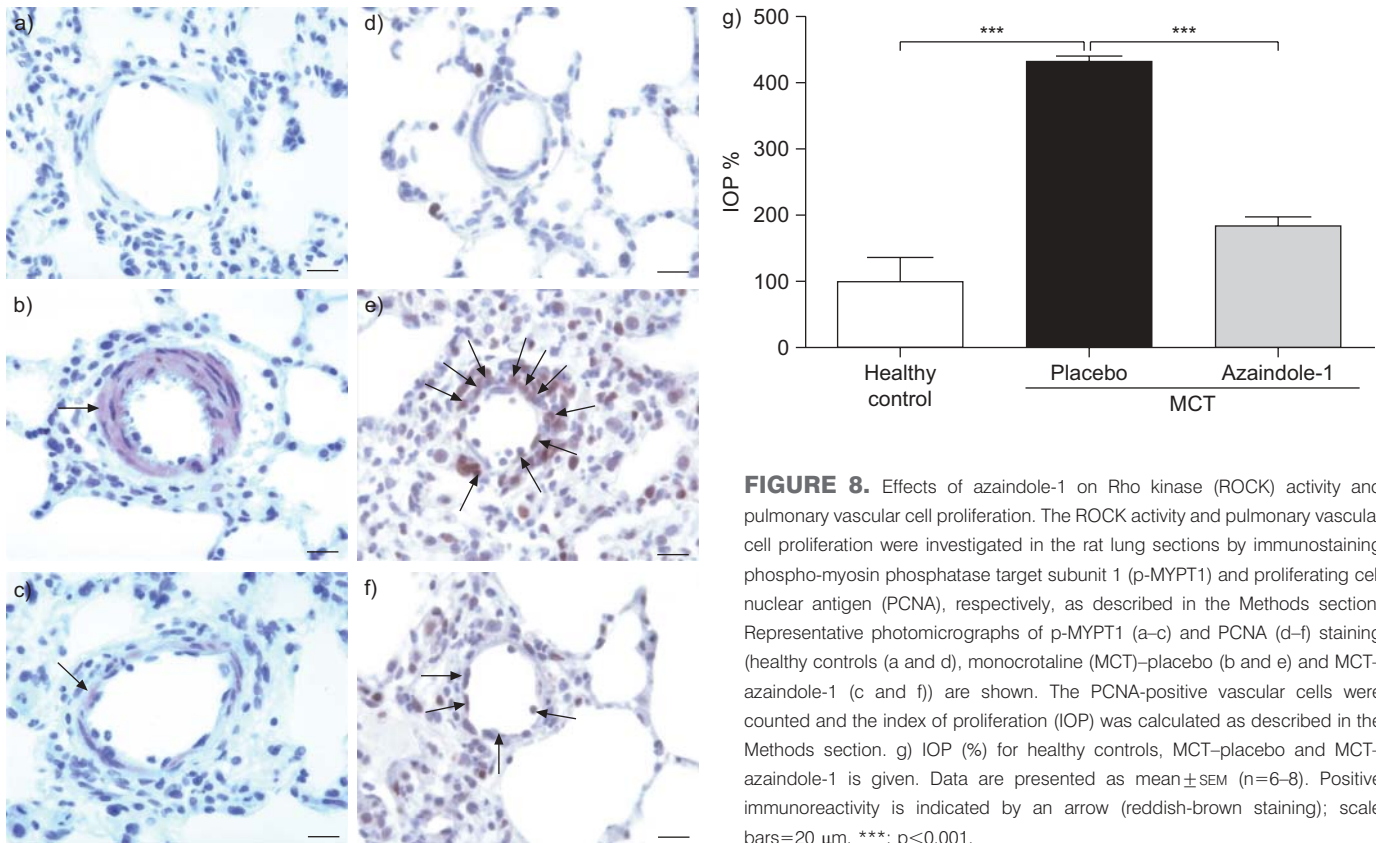 a)
d)
b)
e)
c)
f)
g)
500
400
300
200
100
0
IOP %
***
***
Healthy
control
Placebo
Azaindole-1
MCT
FIGURE 8. Effects of azaindole-1 on Rho kinase (ROCK) activity and
pulmonary vascular cell proliferation. The ROCK activity and pulmonary vascula
cell proliferation were investigated in the rat lung sections by immunostaining
phospho-myosin phosphatase target subunit 1 (p-MYPT1) and proliferating cel
nuclear antigen (PCNA), respectively, as described in the Methods section
Representative photomicrographs of p-MYPT1 (a–c) and PCNA (d–f) staining
(healthy controls (a and d), monocrotaline (MCT)–placebo (b and e) and MCT-
azaindole-1 (c and f)) are shown. The PCNA-positive vascular cells were
counted and the index of proliferation (IOP) was calculated as described in the
Methods section. g) IOP (%) for healthy controls, MCT–placebo and MCT-
azaindole-1 is given. Data are presented as mean±SEM (n=6–8). Positive
immunoreactivity is indicated by an arrow (reddish-brown staining); scale
bars=20 μm. ***: p<0.001.